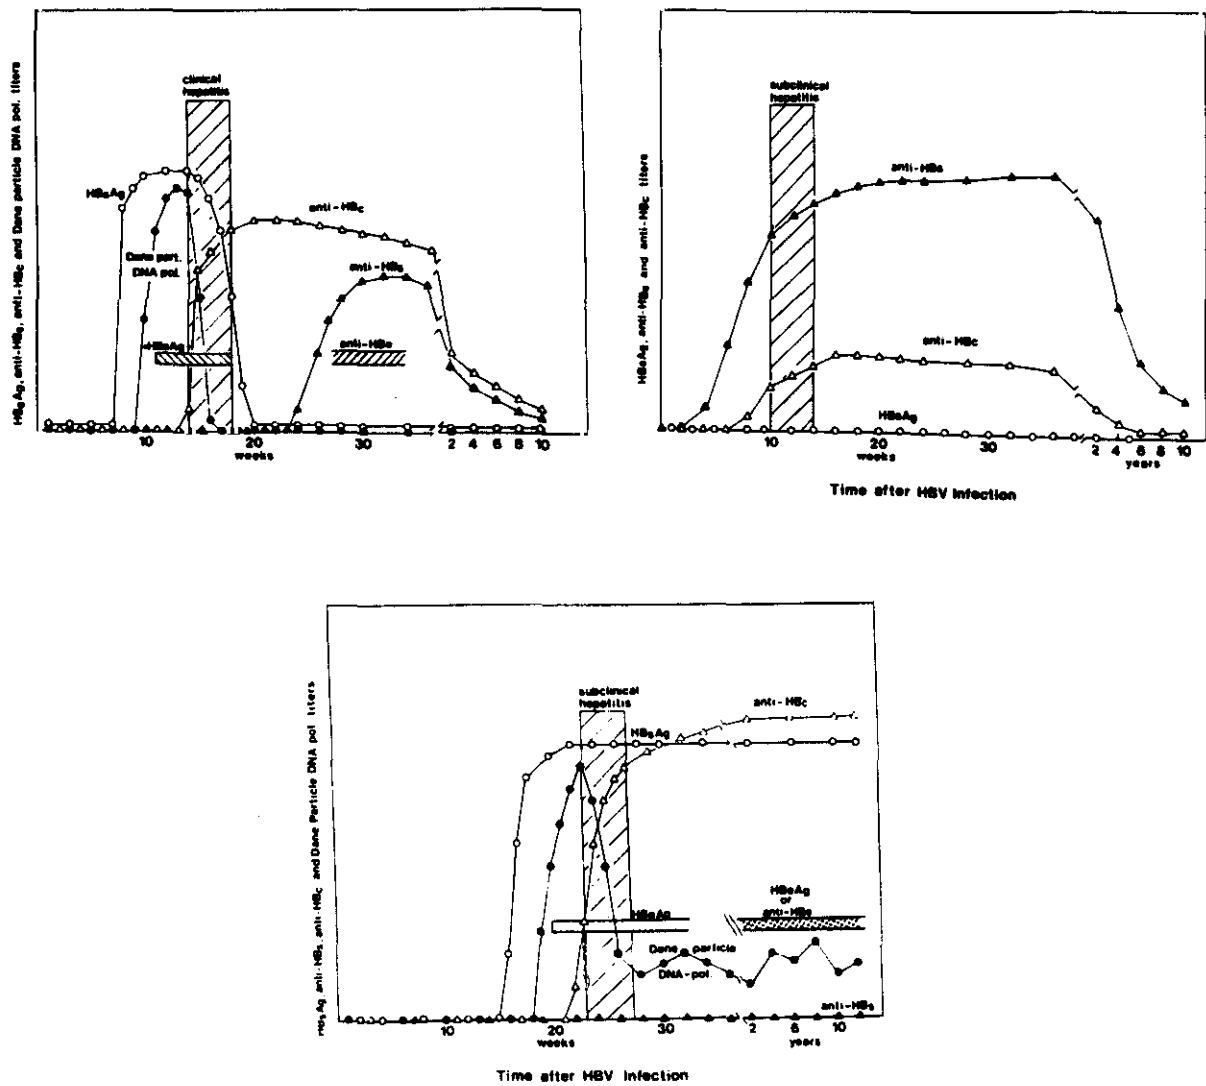 HBsAg, anti-HBs, anti-HBc and Dane particle DNA pol. titers
clinical
hepatitis
HBsAg
Dane part.
DNA pol.
HBeAg
anti-HBc
anti-HBs
anti-HBe
10
20
30
2
4
6
8
10
weeks
HBsAg, anti-HBs and anti-HBc titers
subclinical
hepatitis
anti-HBs
anti-HBc
HBsAg
10
20
30
2
4
6
8
10
weeks
years
Time after HBV Infection
HBsAg, anti-HBs, anti-HBc and Dane Particle DNA pol titers
subclinical
hepatitis
HBsAg
anti-HBc
HBeAg
HBeAg
or
anti-HBe
Dane particle
DNA-pol.
anti-HBs
10
20
30
2
6
10
weeks
years
Time after HBV Infection